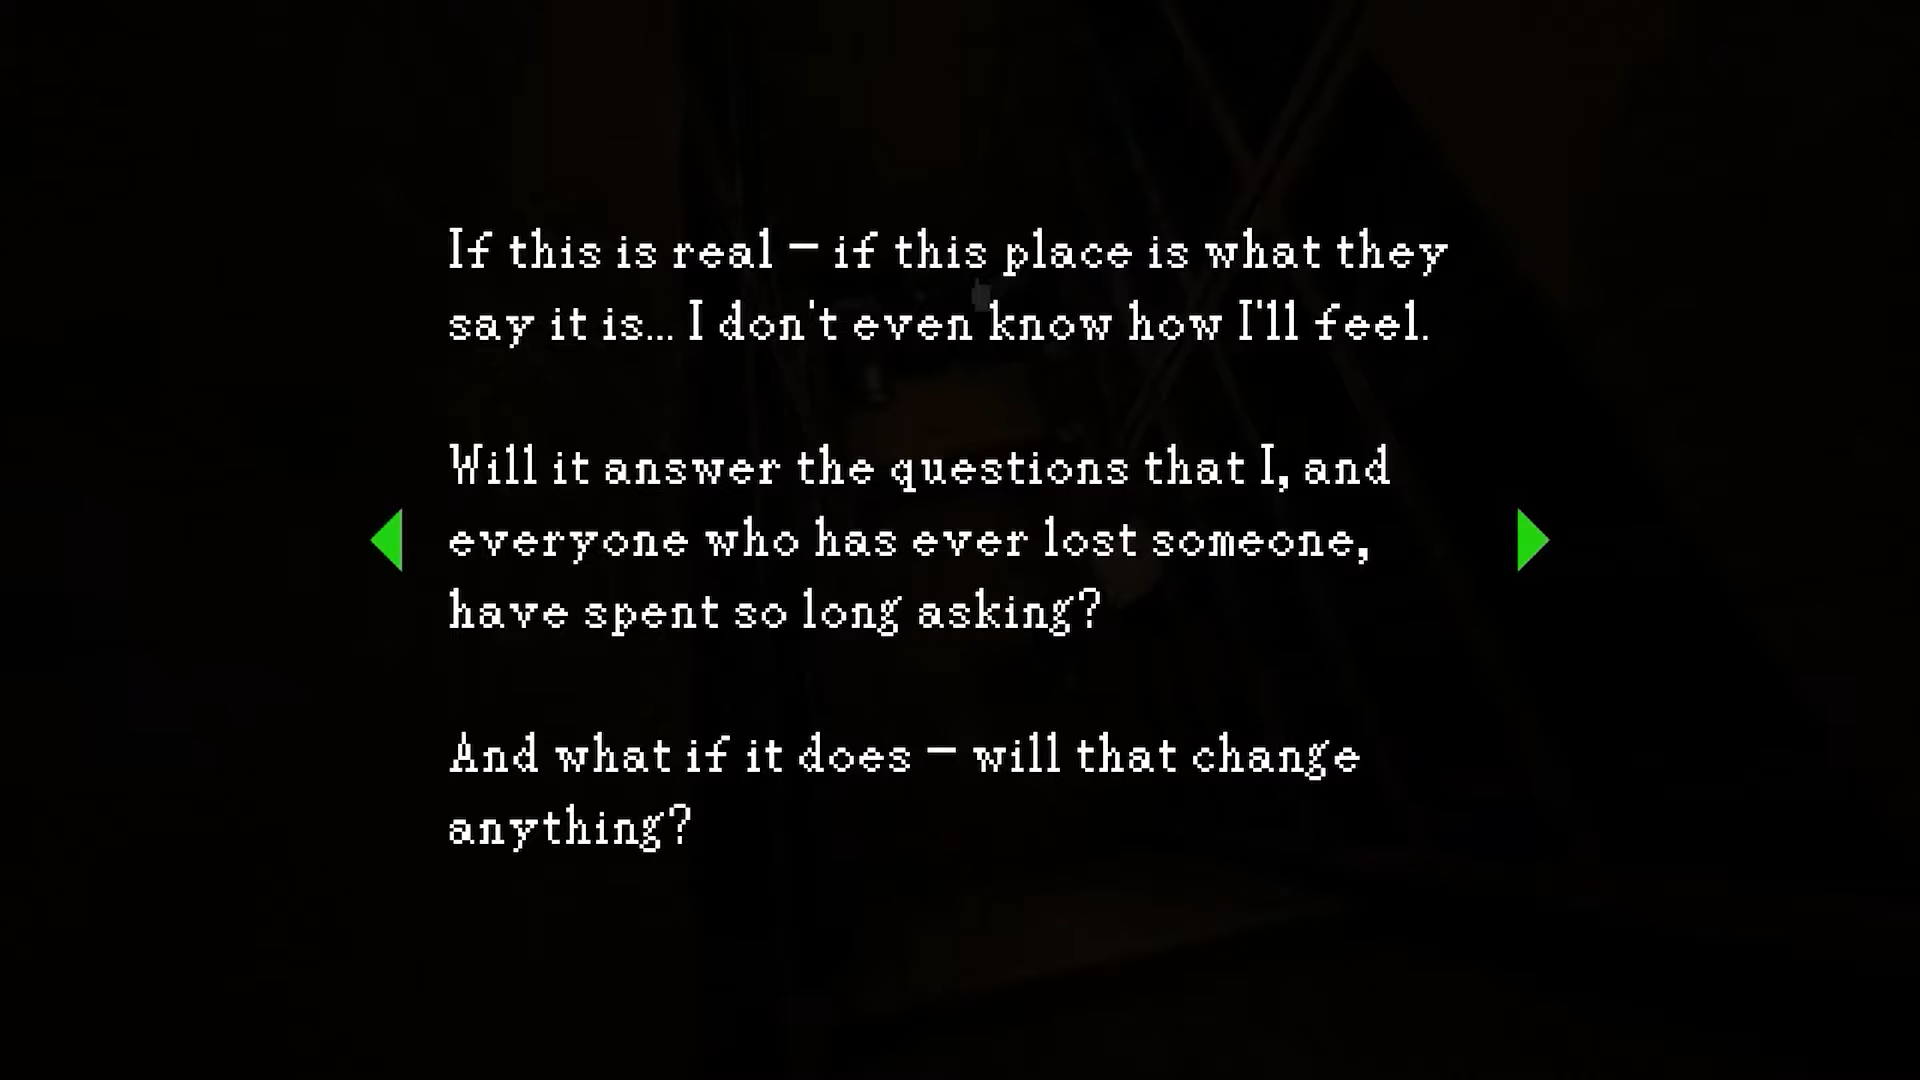 If this is real – if this place is what they
say it is... I don't even know how I'll feel.
Will it answer the questions that I, and
everyone who has ever lost someone,
have spent so long asking?
And what if it does – will that change
anything?